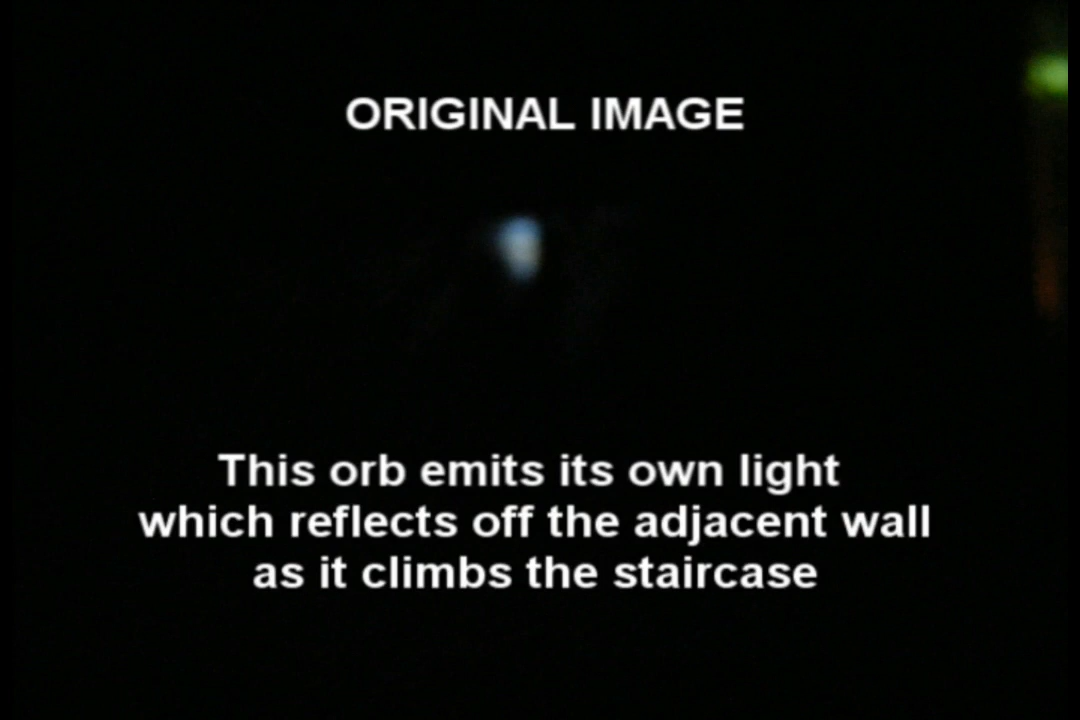 ORIGINAL IMAGE
This orb emits its own light
which reflects off the adjacent wall
as it climbs the staircase